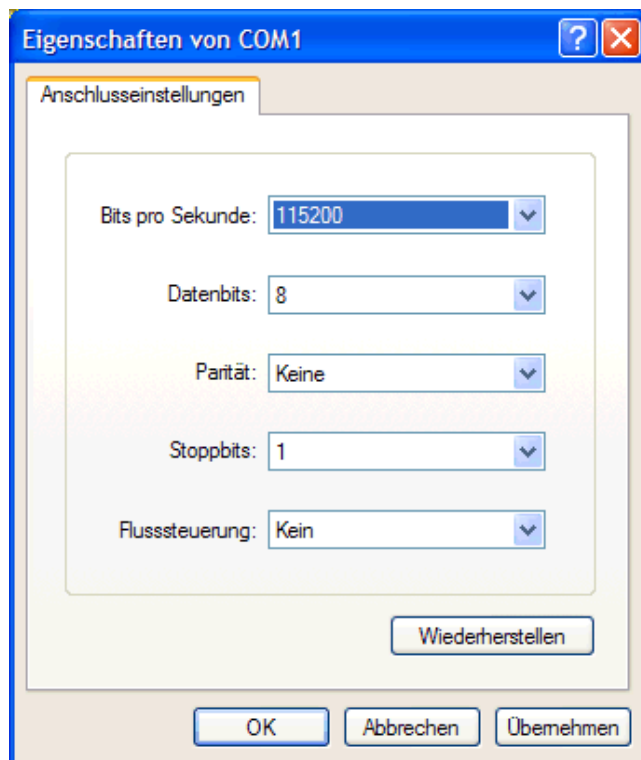 Eigenschaften von COM1
Anschlusseinstellungen
Bits pro Sekunde: 115200
Datenbits: 8
Parität: Keine
Stoppbits: 1
Flusssteuerung: Kein
Wiederherstellen
OK Abbrechen Übernehmen